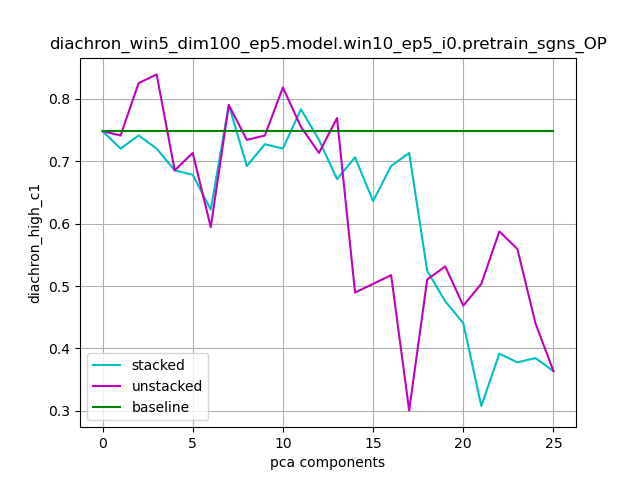 diachron_win5_dim100_ep5.model.win10_ep5_i0.pretrain_sgns_OP
diachron_high_c1
0.8
0.7
0.6
0.5
0.4
0.3
stacked
unstacked
baseline
0 5 10 15 20 25
pca components